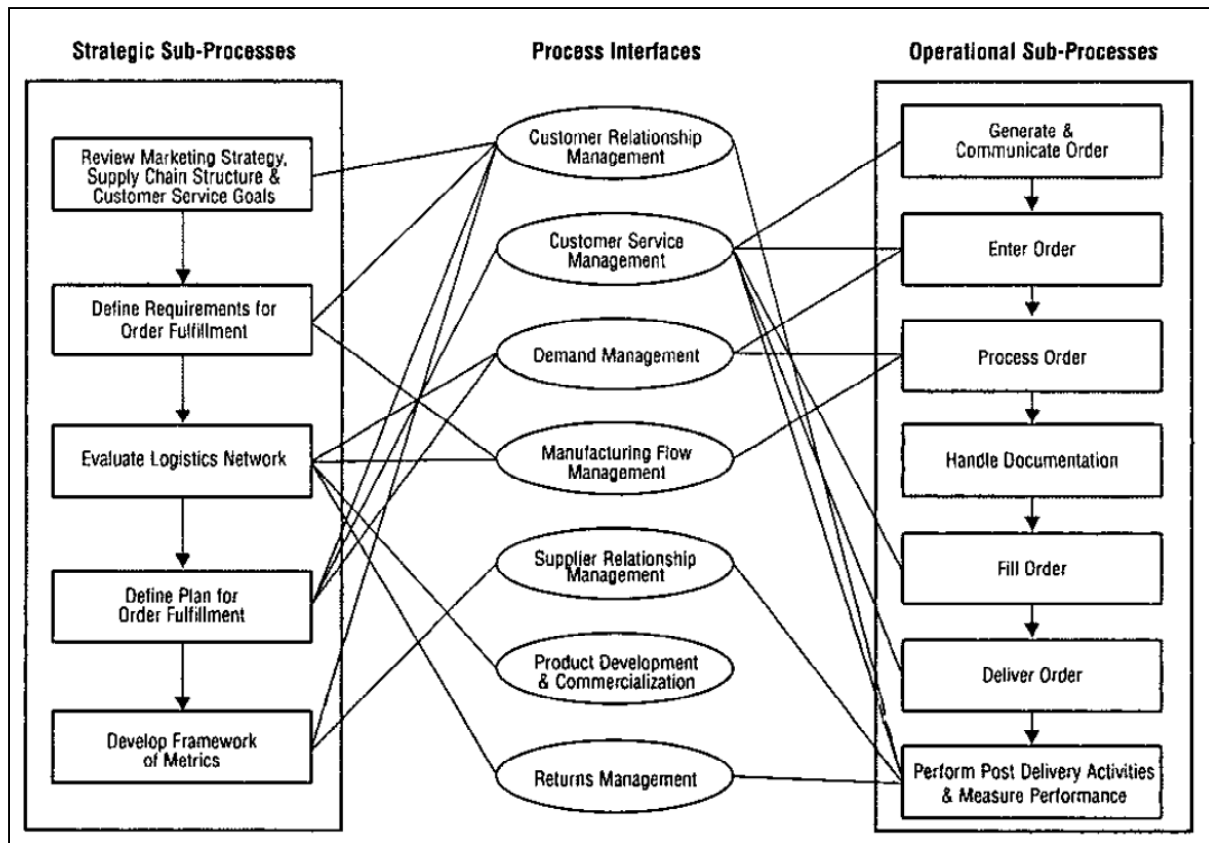 Strategic Sub-Processes
Process Interfaces
Operational Sub-Processes
Review Marketing Strategy,
Supply Chain Structure &
Customer Service Goals
Define Requirements for
Order Fulfillment
Evaluate Logistics Network
Define Plan for
Order Fulfillment
Develop Framework
of Metrics
Customer Relationship
Management
Customer Service
Management
Demand Management
Manufacturing Flow
Management
Supplier Relationship
Management
Product Development
& Commercialization
Returns Management
Generate &
Communicate Order
Enter Order
Process Order
Handle Documentation
Fill Order
Deliver Order
Perform Post Delivery Activities
& Measure Performance